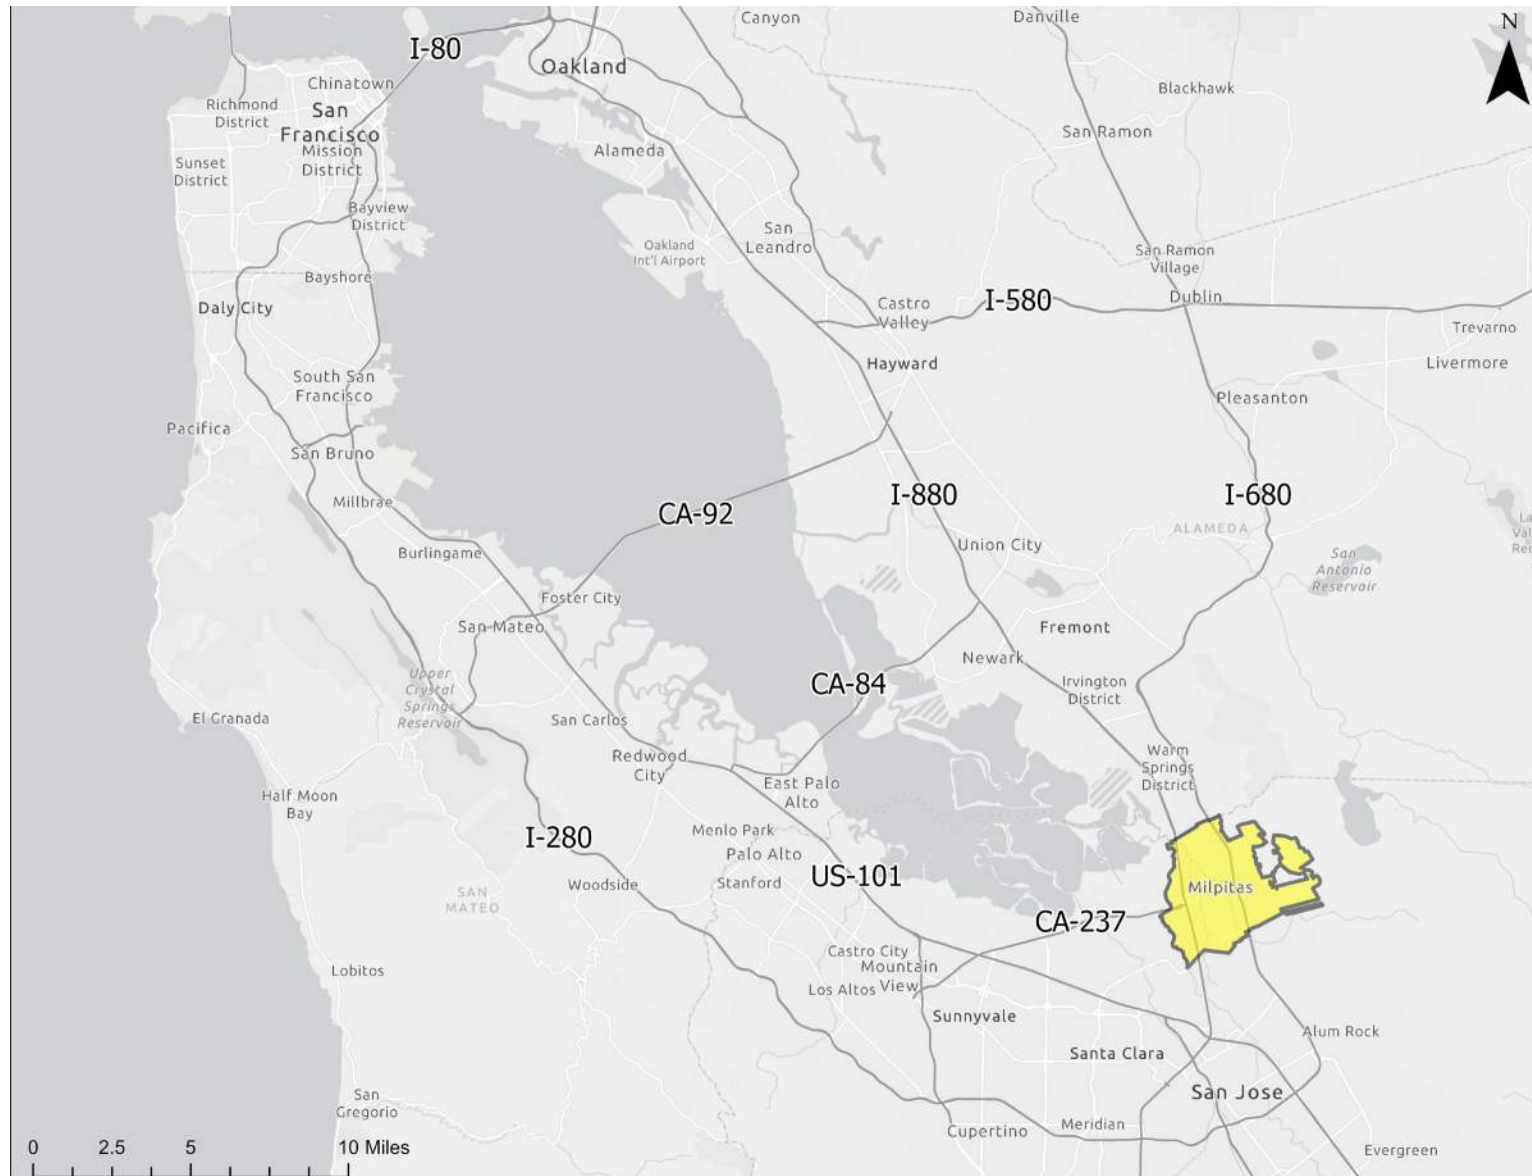 Canyon
Danville
N
I-80
Oakland
Chinatown
Richmond
District
San
Francisco
Mission
District
Blackhawk
San Ramon
Alameda
Sunset
District
Bayview
District
San
Leandro
Oakland
Int'l Airport
San Ramon
Village
Bayshore
Daly City
Castro
Valley
I-580
Dublin
Trevarno
Livermore
Hayward
South San
Francisco
Pleasanton
Pacifica
San Bruno
Millbrae
CA-92
I-880
I-680
ALAMEDA
Burlingame
Union City
San
Antonio
Reservoir
Foster City
San Mateo
Fremont
Newark
Upper
Crystal
Springs
Reservoir
CA-84
Irvington
District
El Granada
San Carlos
Redwood
City
Warm
Springs
District
East Palo
Alto
Half Moon
Bay
I-280
Menlo Park
Palo Alto
Stanford
US-101
Woodside
SAN
MATEO
Milpitas
CA-237
Castro City
Mountain
View
Los Altos
Lobitos
Sunnyvale
Alum Rock
Santa Clara
San Jose
San
Gregorio
Cupertino
Meridian
Evergreen
0 2.5 5 10 Miles